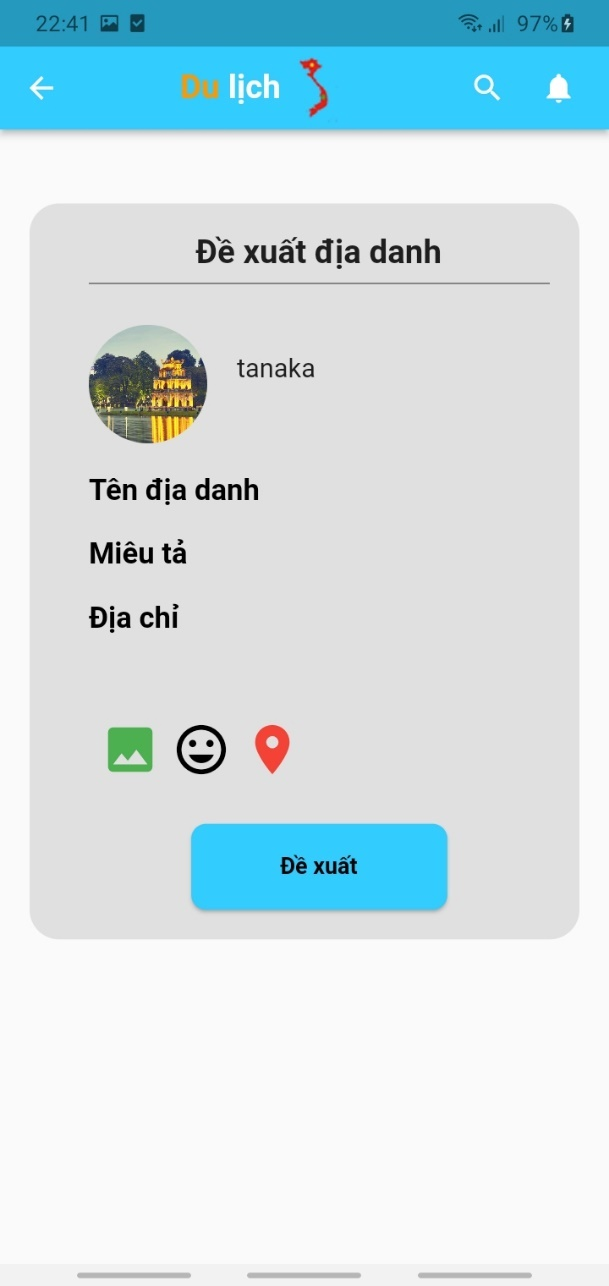 22:41
97%
Du lịch
Đề xuất địa danh
tanaka
Tên địa danh
Miêu tả
Địa chỉ
Đề xuất